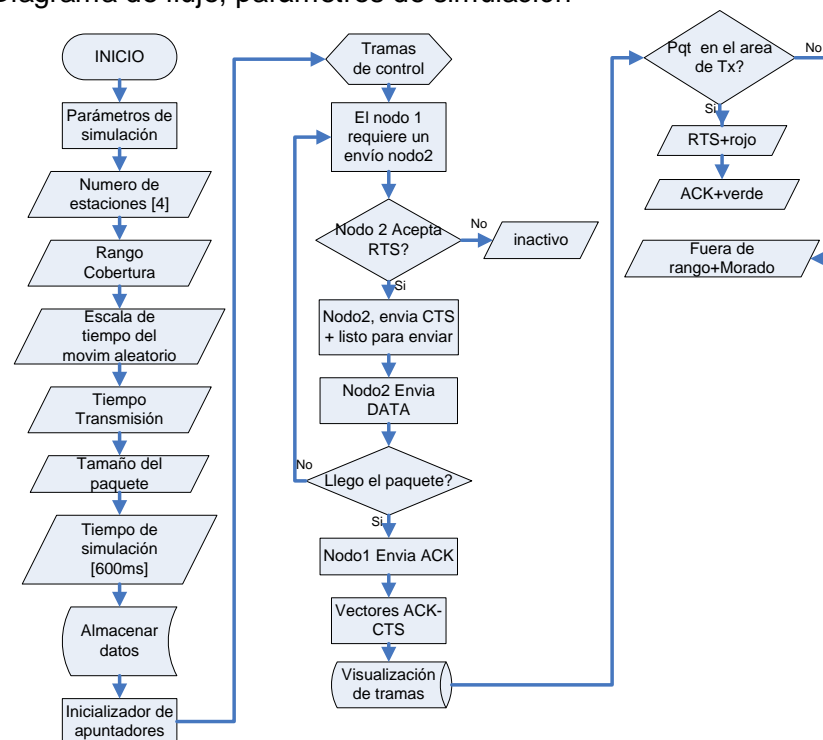 Diagrama de flujo, parámetros de simulación
INICIO
Parámetros de
simulación
Numero de
estaciones [4]
Rango
Cobertura
Escala de
tiempo del
movim aleatorio
Tiempo
Transmisión
Tamaño del
paquete
Tiempo de
simulación
[600ms]
Almacenar
datos
Inicializador de
apuntadores
Tramas
de control
El nodo 1
requiere un
envío nodo2
Nodo 2 Acepta
RTS?
No
inactivo
Si
Nodo2, envia CTS
+ listo para enviar
Nodo2 Envia
DATA
No
Llego el paquete?
Si
Nodo1 Envia ACK
Vectores ACK-
CTS
Visualización
de tramas
Pqt en el area
de Tx?
No
Si
RTS+rojo
ACK+verde
Fuera de
rango+Morado